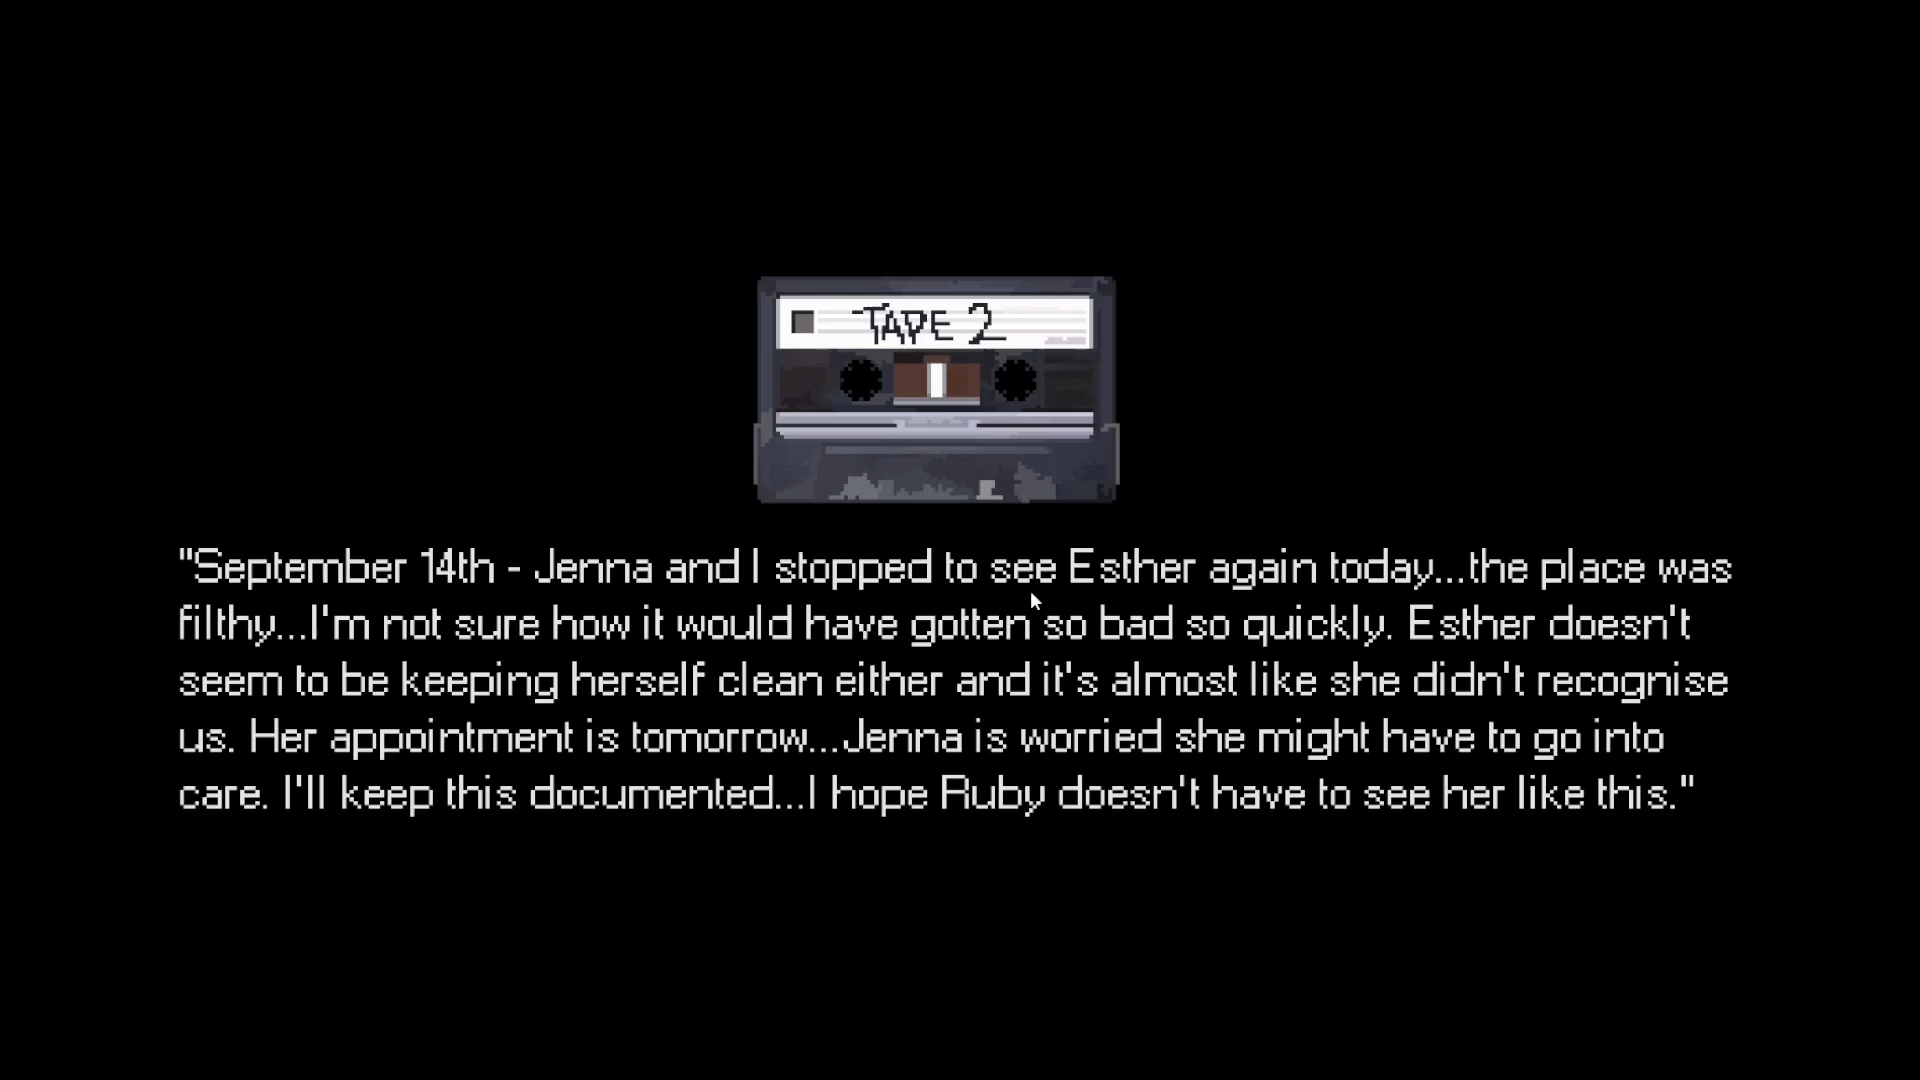 TAPE 2
"September 14th - Jenna and I stopped to see Esther again today...the place was
filthy...I'm not sure how it would have gotten so bad so quickly. Esther doesn't
seem to be keeping herself clean either and it's almost like she didn't recognise
us. Her appointment is tomorrow...Jenna is worried she might have to go into
care. I'll keep this documented...I hope Ruby doesn't have to see her like this."